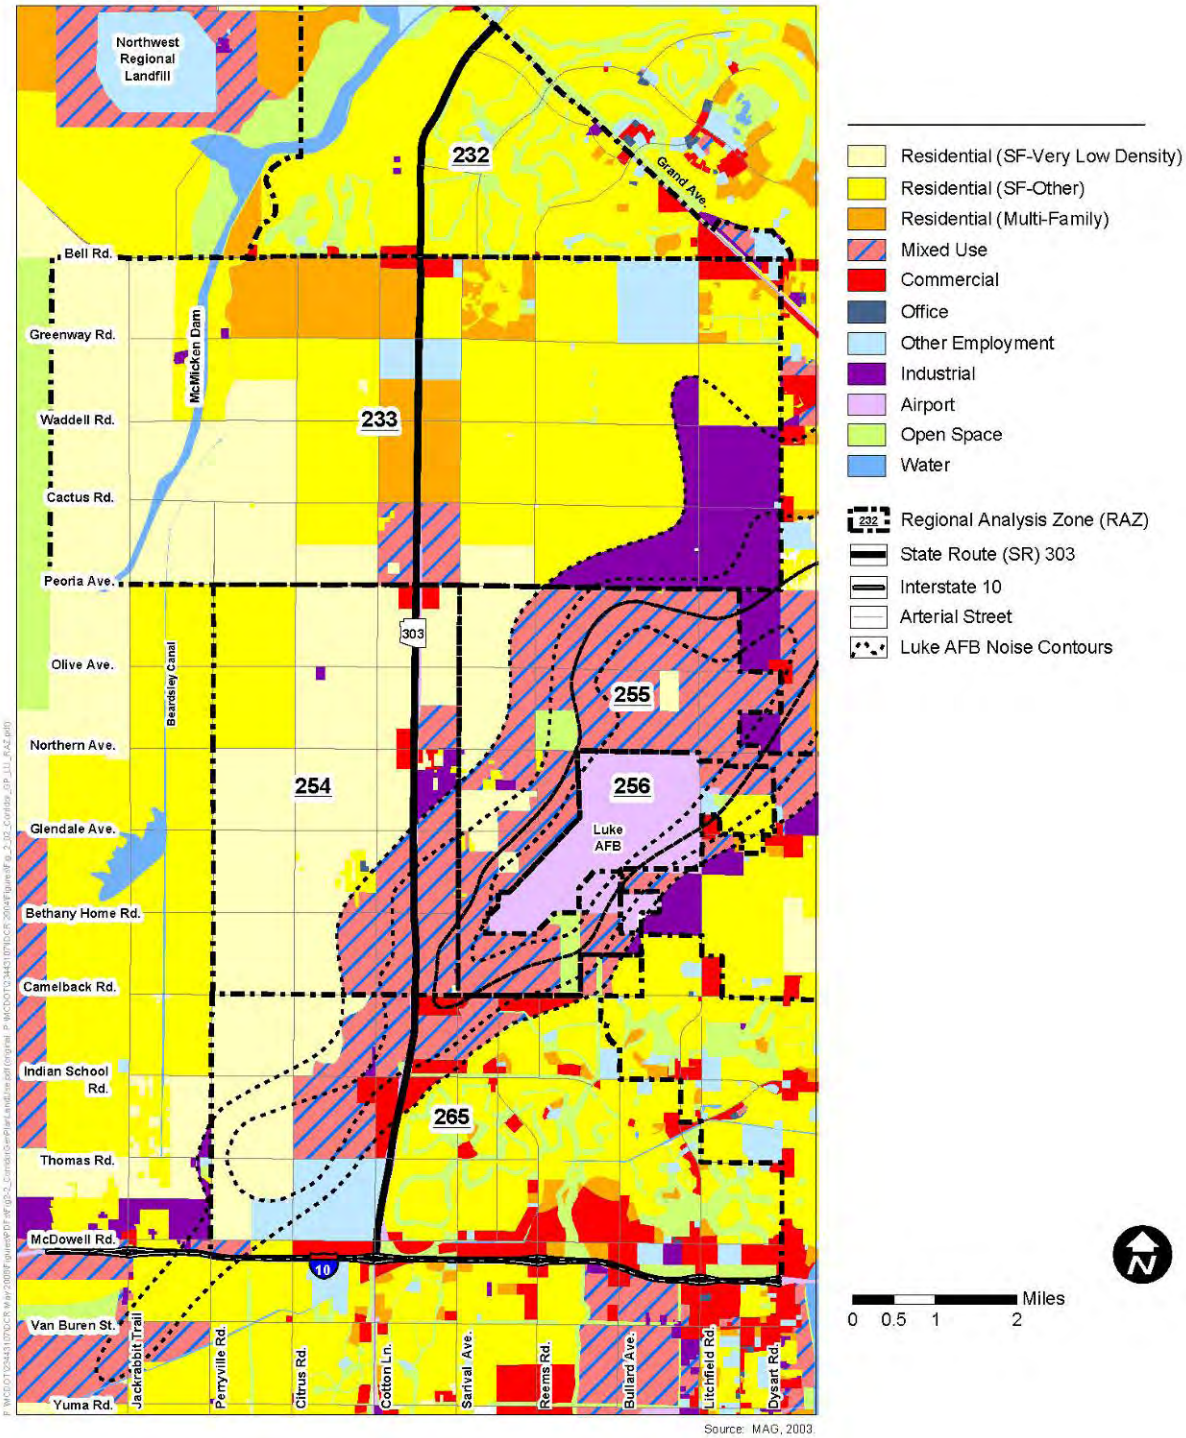 Northwest
Regional
Landfill
232
Grand Ave.
Bell Rd.
Greenway Rd.
McMicken Dam
Waddell Rd.
233
Cactus Rd.
Peoria Ave.
303
Olive Ave.
Beardsley Canal
255
Northern Ave.
254
256
Glendale Ave.
Luke
AFB
Bethany Home Rd.
Camelback Rd.
Indian School
Rd.
265
Thomas Rd.
McDowell Rd.
10
Van Buren St.
Yuma Rd.
Jackrabbit Trail
Perryville Rd.
Citrus Rd.
Cotton Ln.
Sarival Ave.
Reems Rd.
Bullard Ave.
Litchfield Rd.
Dysart Rd.
Residential (SF-Very Low Density)
Residential (SF-Other)
Residential (Multi-Family)
Mixed Use
Commercial
Office
Other Employment
Industrial
Airport
Open Space
Water
232 Regional Analysis Zone (RAZ)
State Route (SR) 303
Interstate 10
Arterial Street
Luke AFB Noise Contours
N
Miles
0 0.5 1 2
Source: MAG, 2003.